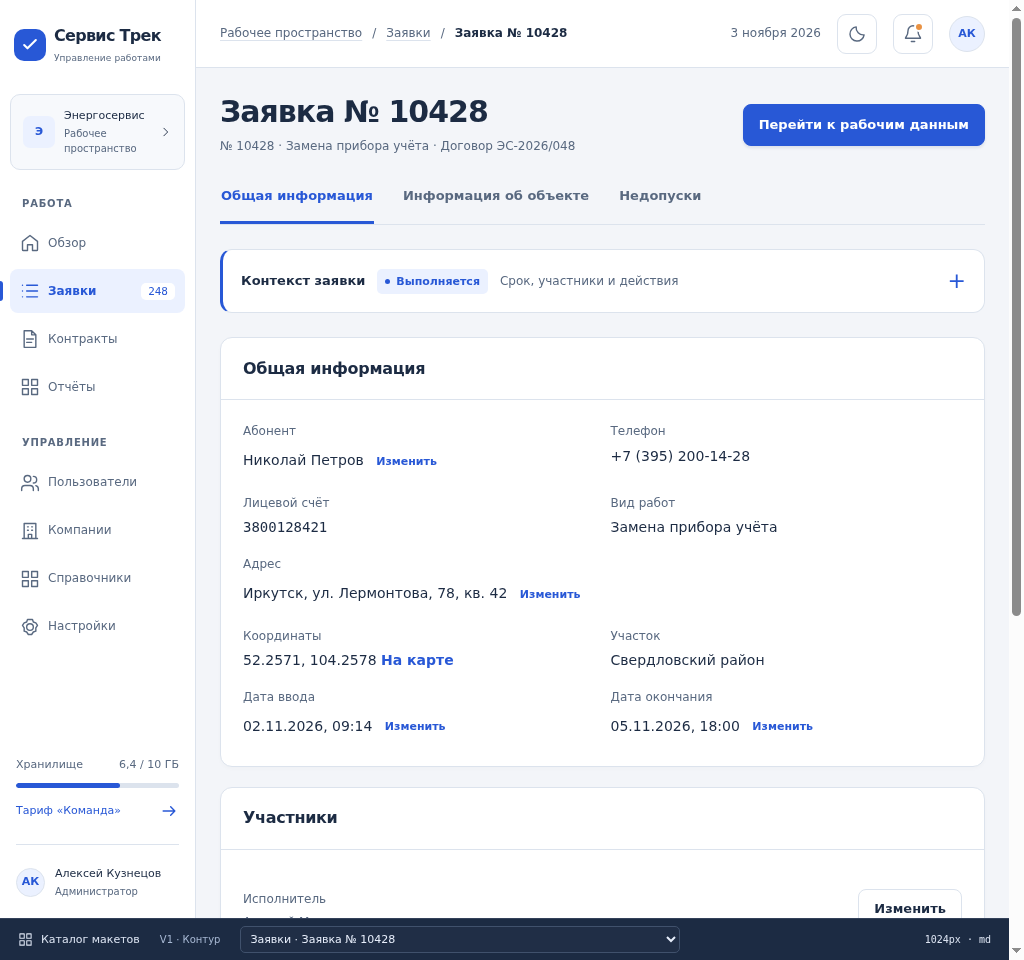 Сервис Трек
Управление работами
Э
Энергосервис
Рабочее
пространство
РАБОТА
Обзор
Заявки 248
Контракты
Отчёты
УПРАВЛЕНИЕ
Пользователи
Компании
Справочники
Настройки
Хранилище 6,4 / 10 ГБ
Тариф «Команда»
АК
Алексей Кузнецов
Администратор
Рабочее пространство / Заявки / Заявка № 10428
3 ноября 2026
АК
Заявка № 10428
№ 10428 · Замена прибора учёта · Договор ЭС-2026/048
Перейти к рабочим данным
Общая информация Информация об объекте Недопуски
Контекст заявки Выполняется Срок, участники и действия
Общая информация
Абонент
Николай Петров Изменить
Телефон
+7 (395) 200-14-28
Лицевой счёт
3800128421
Вид работ
Замена прибора учёта
Адрес
Иркутск, ул. Лермонтова, 78, кв. 42 Изменить
Координаты
52.2571, 104.2578 На карте
Участок
Свердловский район
Дата ввода
02.11.2026, 09:14 Изменить
Дата окончания
05.11.2026, 18:00 Изменить
Участники
Исполнитель
Изменить
Каталог макетов V1 · Контур Заявки · Заявка № 10428 1024px · md